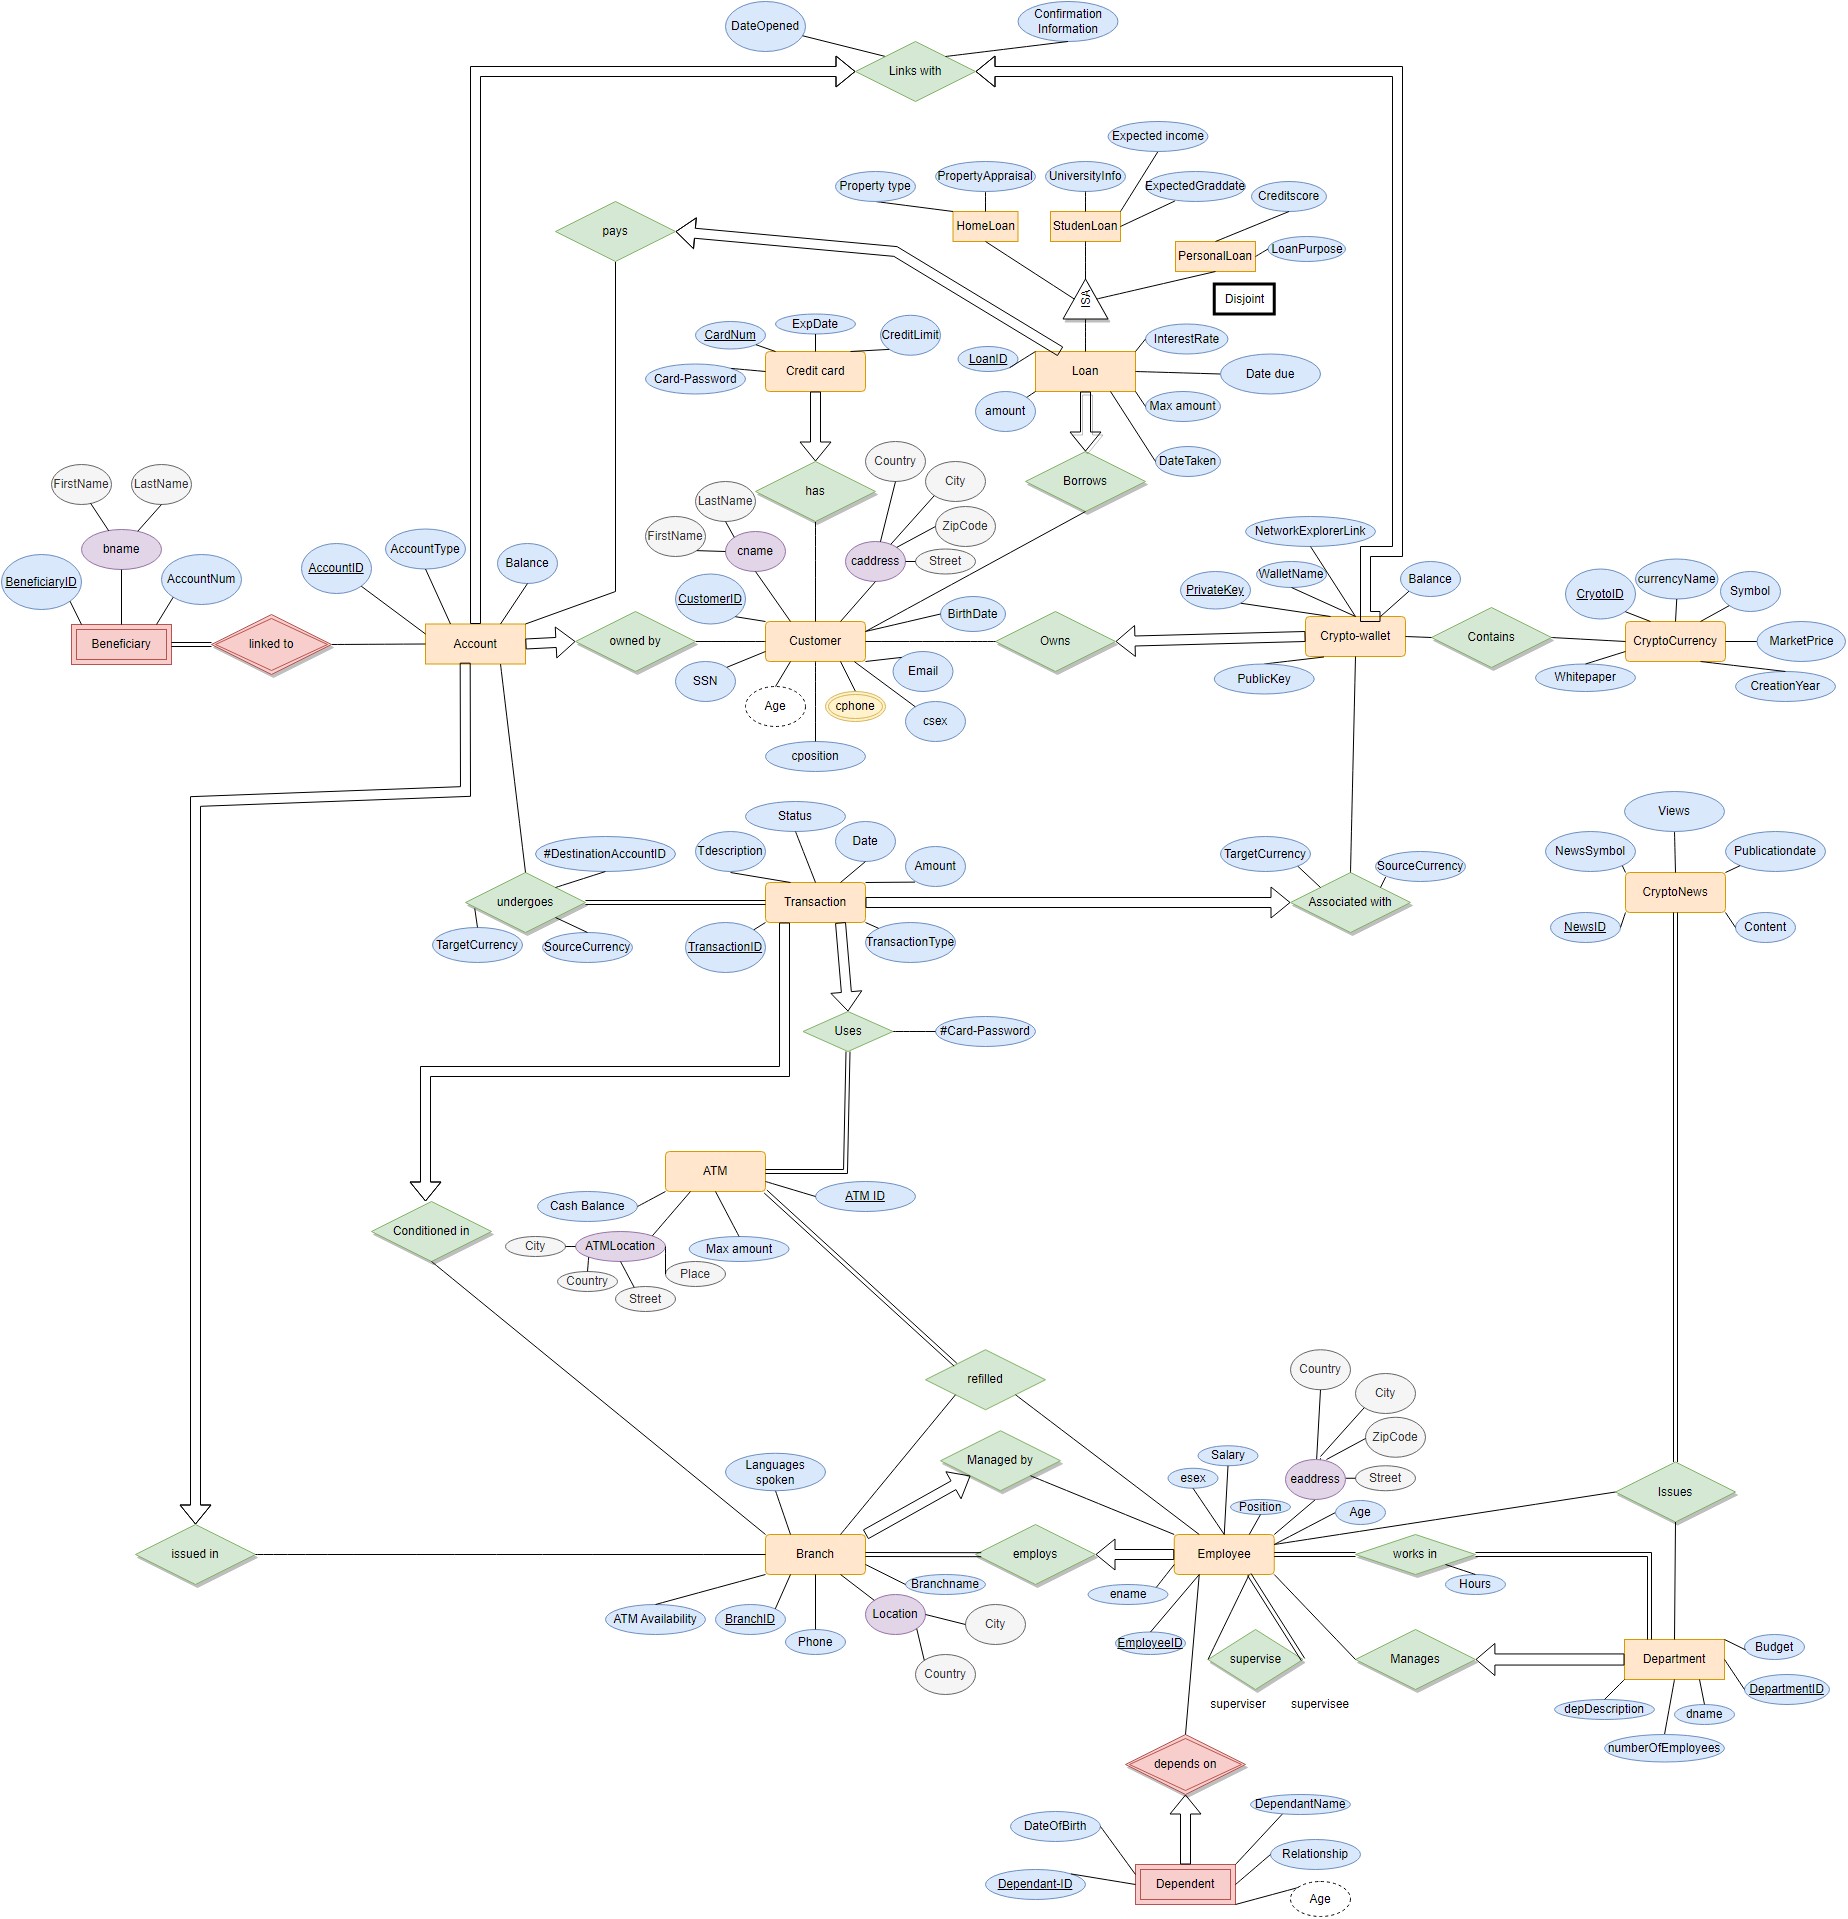 DateOpened
Confirmation
Information
Links with
Expected income
Property type
PropertyAppraisal
UniversityInfo
ExpectedGraddate
Creditscore
HomeLoan
StudenLoan
PersonalLoan
LoanPurpose
pays
ISA
Disjoint
CardNum
ExpDate
CreditLimit
InterestRate
LoanID
Card-Password
Credit card
Loan
Date due
amount
Max amount
DateTaken
Country
City
FirstName
LastName
has
Borrows
LastName
ZipCode
FirstName
cname
caddress
Street
NetworkExplorerLink
bname
AccountType
Balance
BeneficiaryID
AccountNum
AccountID
CustomerID
BirthDate
PrivateKey
WalletName
Balance
CryotoID
currencyName
Symbol
Beneficiary
linked to
Account
owned by
Customer
Owns
Crypto-wallet
Contains
CryptoCurrency
MarketPrice
SSN
Age
cphone
Email
csex
cposition
PublicKey
Whitepaper
CreationYear
#DestinationAccountID
Tdescription
Status
Date
Amount
TargetCurrency
SourceCurrency
Views
NewsSymbol
Publicationdate
undergoes
Transaction
Associated with
CryptoNews
TargetCurrency
SourceCurrency
TransactionID
TransactionType
NewsID
Content
Uses
#Card-Password
ATM
Cash Balance
ATM ID
Conditioned in
City
ATMLocation
Max amount
Country
Place
Street
refilled
Country
City
ZipCode
Managed by
Languages
spoken
esex
Salary
eaddress
Street
Position
Age
Issues
issued in
Branch
employs
Employee
works in
Branchname
ename
Hours
ATM Availability
BranchID
Phone
Location
City
Country
EmployeeID
supervise
superviser
supervisee
Manages
Department
Budget
DepartmentID
depDescription
dname
numberOfEmployees
depends on
DateOfBirth
DependantName
Relationship
Dependant-ID
Dependent
Age